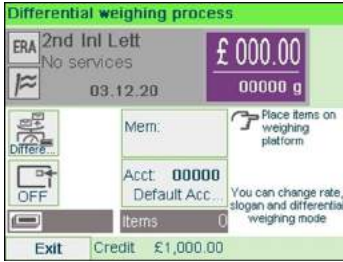 Differential weighing process
ERA 2nd Inl Lett £ 000.00
No services
03.12.20 00000 g
Differe...
Mem:
Place items on
weighing
platform
OFF
Acct: 00000
Default Acc...
You can change rate,
slogan and differential
weighing mode
Items 0
Exit Credit £1,000.00